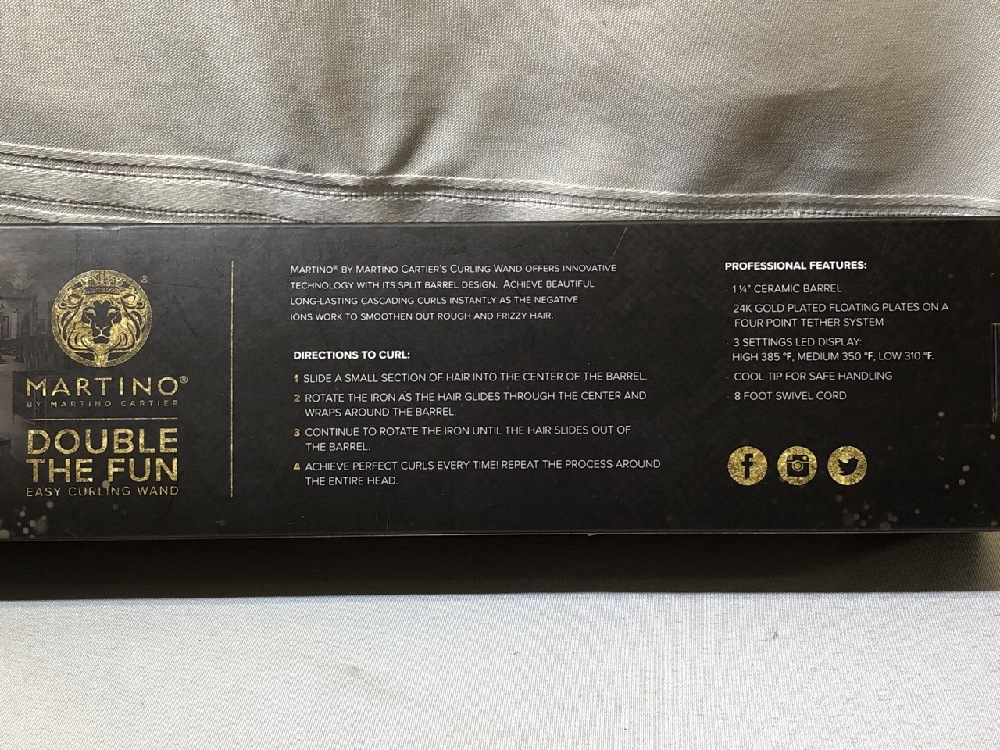 MARTINO®
BY MARTINO CARTIER
DOUBLE
THE FUN
EASY CURLING WAND
MARTINO® BY MARTINO CARTIER'S CURLING WAND OFFERS INNOVATIVE
TECHNOLOGY WITH ITS SPLIT BARREL DESIGN. ACHIEVE BEAUTIFUL
LONG-LASTING CASCADING CURLS INSTANTLY AS THE NEGATIVE
IONS WORK TO SMOOTHEN OUT ROUGH AND FRIZZY HAIR.
DIRECTIONS TO CURL:
1 SLIDE A SMALL SECTION OF HAIR INTO THE CENTER OF THE BARREL.
2 ROTATE THE IRON AS THE HAIR GLIDES THROUGH THE CENTER AND
WRAPS AROUND THE BARREL.
3 CONTINUE TO ROTATE THE IRON UNTIL THE HAIR SLIDES OUT OF
THE BARREL.
4 ACHIEVE PERFECT CURLS EVERY TIME! REPEAT THE PROCESS AROUND
THE ENTIRE HEAD.
PROFESSIONAL FEATURES:
· 1 ¼" CERAMIC BARREL
· 24K GOLD PLATED FLOATING PLATES ON A
FOUR POINT TETHER SYSTEM
· 3 SETTINGS LED DISPLAY:
HIGH 385 °F, MEDIUM 350 °F, LOW 310 °F.
· COOL TIP FOR SAFE HANDLING
· 8 FOOT SWIVEL CORD